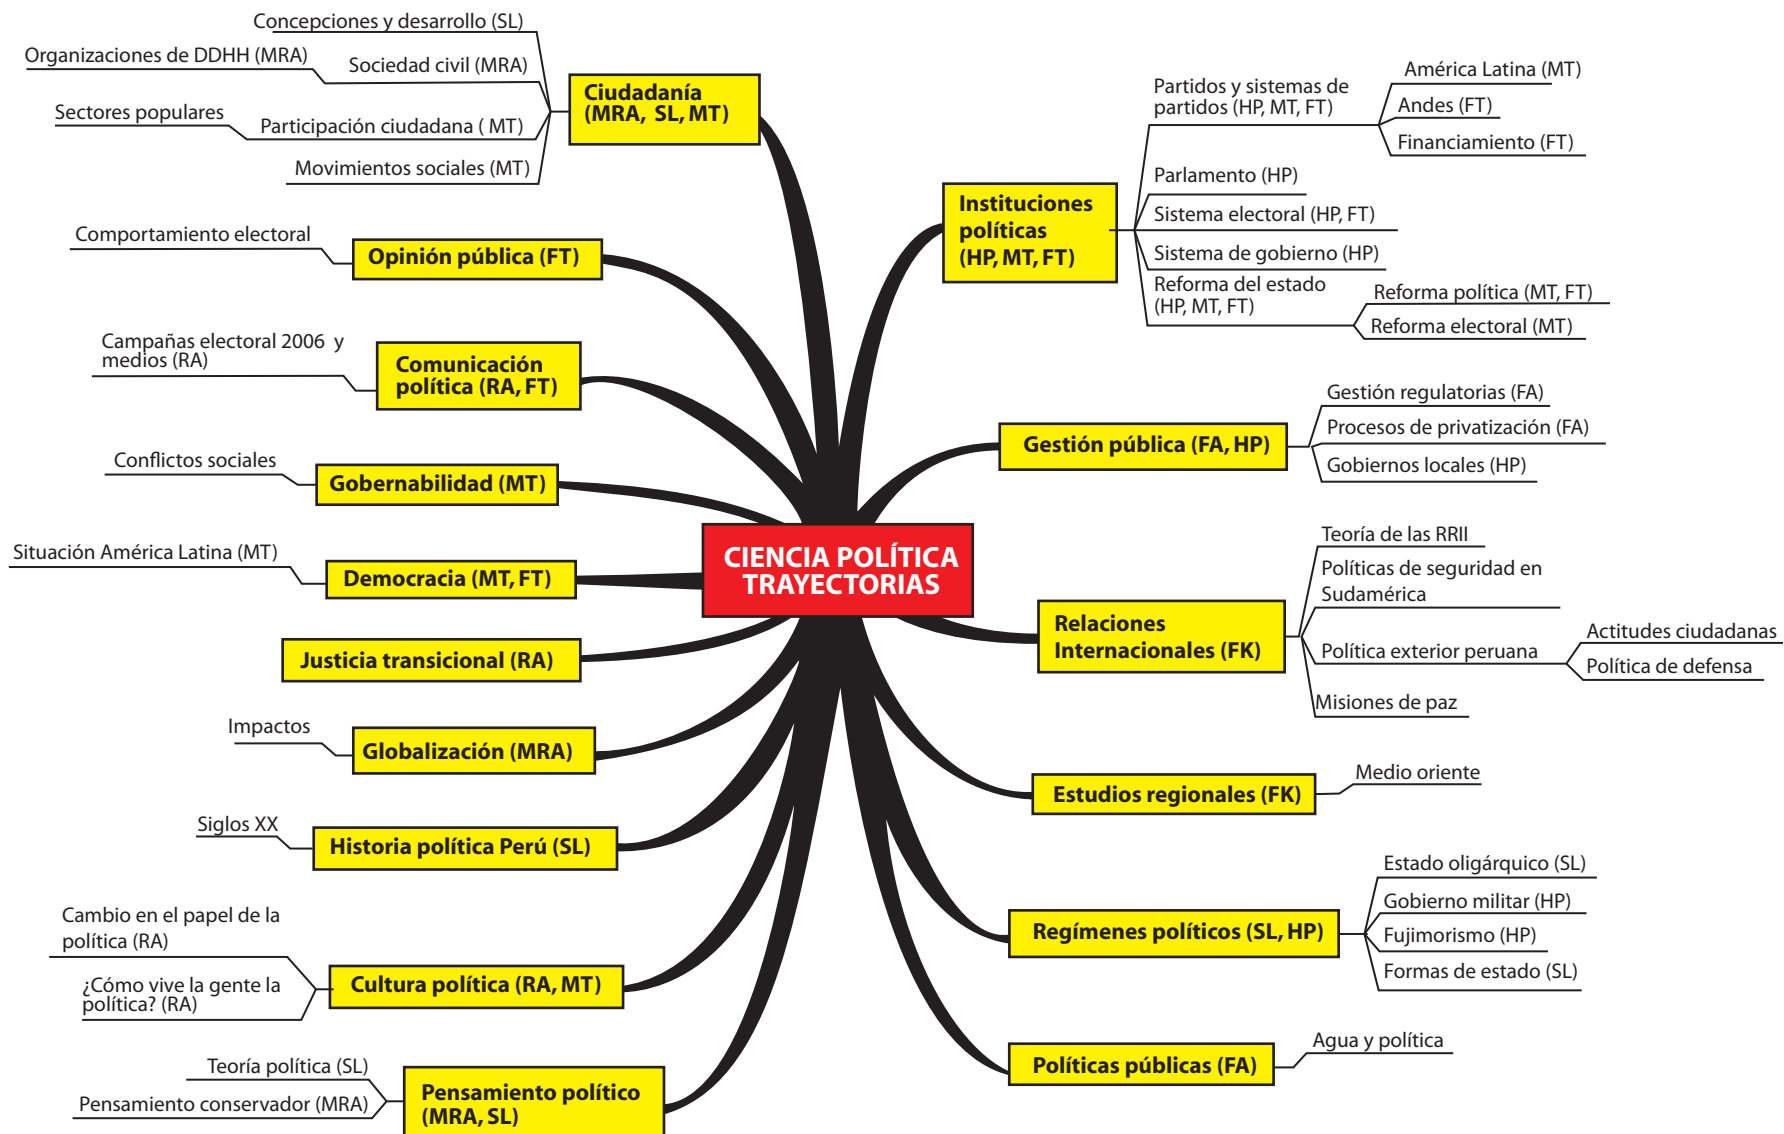 Concepciones y desarrollo (SL)
Organizaciones de DDHH (MRA)
Sociedad civil (MRA)
Sectores populares
Participación ciudadana ( MT)
Movimientos sociales (MT)
Ciudadanía
(MRA, SL, MT)
Comportamiento electoral
Opinión pública (FT)
Campañas electoral 2006 y
medios (RA)
Comunicación
política (RA, FT)
Conflictos sociales
Gobernabilidad (MT)
Situación América Latina (MT)
Democracia (MT, FT)
Justicia transicional (RA)
Impactos
Globalización (MRA)
Siglos XX
Historia política Perú (SL)
Cambio en el papel de la
política (RA)
¿Cómo vive la gente la
política? (RA)
Cultura política (RA, MT)
Teoría política (SL)
Pensamiento conservador (MRA)
Pensamiento político
(MRA, SL)
CIENCIA POLÍTICA
TRAYECTORIAS
Instituciones
políticas
(HP, MT, FT)
Partidos y sistemas de
partidos (HP, MT, FT)
América Latina (MT)
Andes (FT)
Financiamiento (FT)
Parlamento (HP)
Sistema electoral (HP, FT)
Sistema de gobierno (HP)
Reforma del estado
(HP, MT, FT)
Reforma política (MT, FT)
Reforma electoral (MT)
Gestión pública (FA, HP)
Gestión regulatorias (FA)
Procesos de privatización (FA)
Gobiernos locales (HP)
Relaciones
Internacionales (FK)
Teoría de las RRII
Políticas de seguridad en
Sudamérica
Política exterior peruana
Actitudes ciudadanas
Política de defensa
Misiones de paz
Estudios regionales (FK)
Medio oriente
Regímenes políticos (SL, HP)
Estado oligárquico (SL)
Gobierno militar (HP)
Fujimorismo (HP)
Formas de estado (SL)
Políticas públicas (FA)
Agua y política